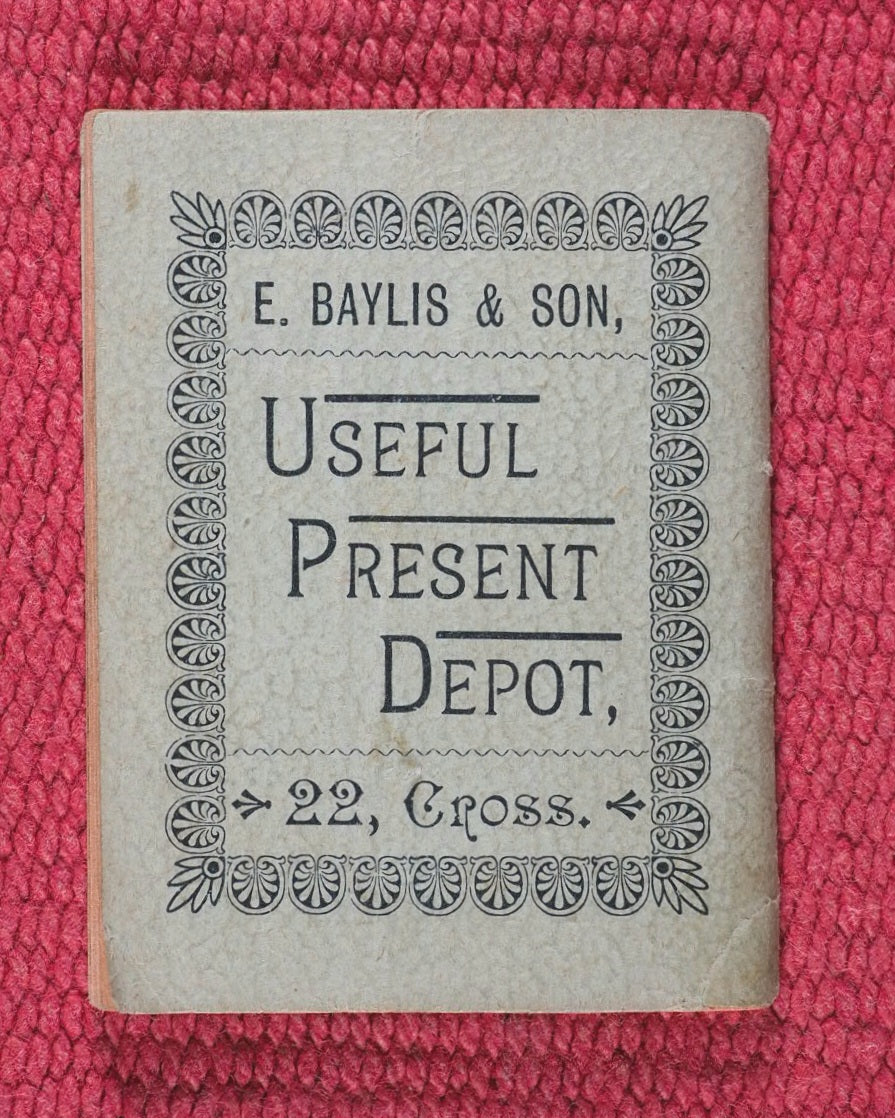 E. BAYLIS & SON,
USEFUL
PRESENT
DEPOT,
22, Cross.